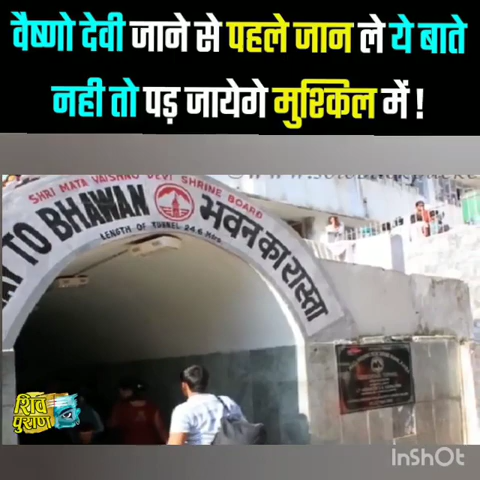 वैष्णो देवी जाने से पहले जान ले ये बाते
नही तो पड़ जायेगे मुश्किल में !
SHRI MATA VAISHNO DEVI SHRINE BOARD
TO BHAWAN
भवन का रास्ता
LENGTH OF TUNNEL 24.6 Mtrs.
शिव
पुराण
InShOt